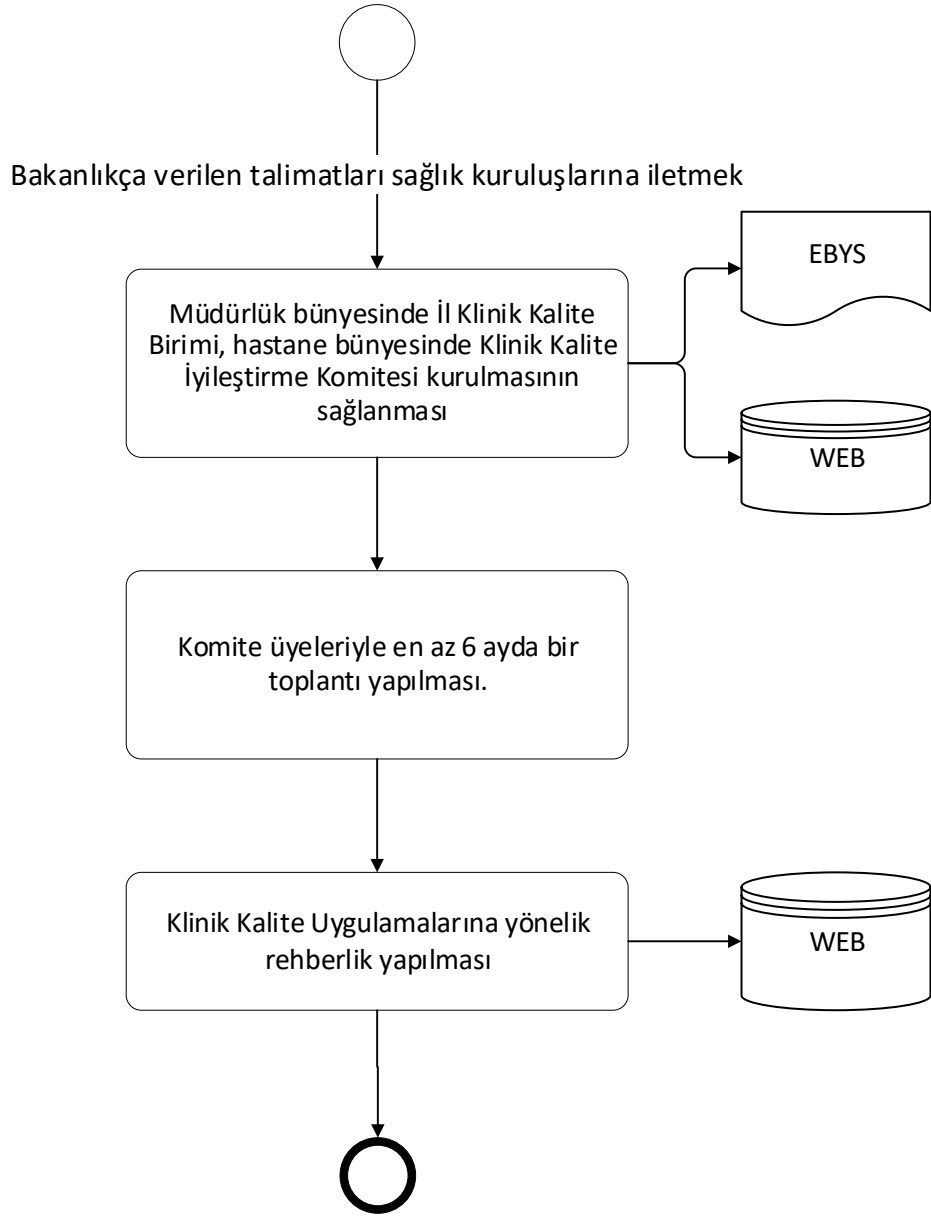 Bakanlıkça verilen talimatları sağlık kuruluşlarına iletmek
Müdürlük bünyesinde İl Klinik Kalite
Birimi, hastane bünyesinde Klinik Kalite
İyileştirme Komitesi kurulmasının
sağlanması
EBYS
WEB
Komite üyeleriyle en az 6 ayda bir
toplantı yapılması.
Klinik Kalite Uygulamalarına yönelik
rehberlik yapılması
WEB